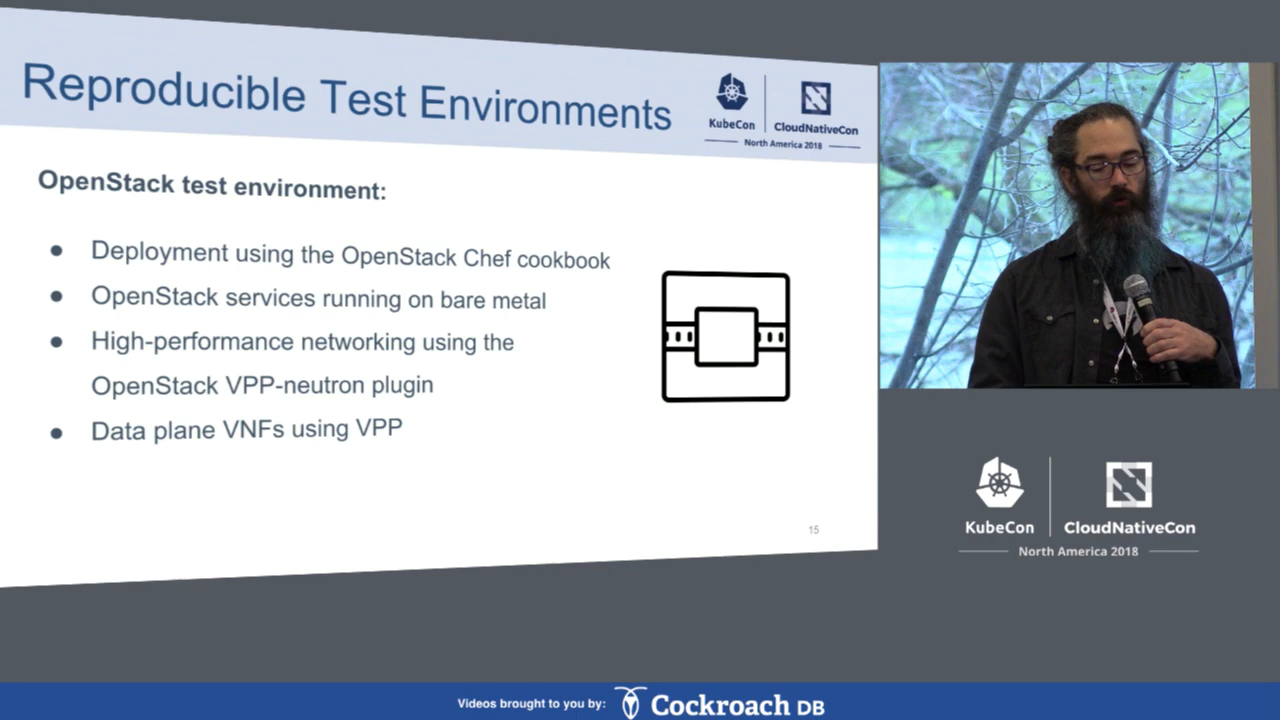 Reproducible Test Environments
KubeCon
CloudNativeCon
North America 2018
OpenStack test environment:
● Deployment using the OpenStack Chef cookbook
● OpenStack services running on bare metal
● High-performance networking using the
OpenStack VPP-neutron plugin
● Data plane VNFs using VPP
15
KubeCon
CloudNativeCon
North America 2018
Videos brought to you by:
Cockroach DB